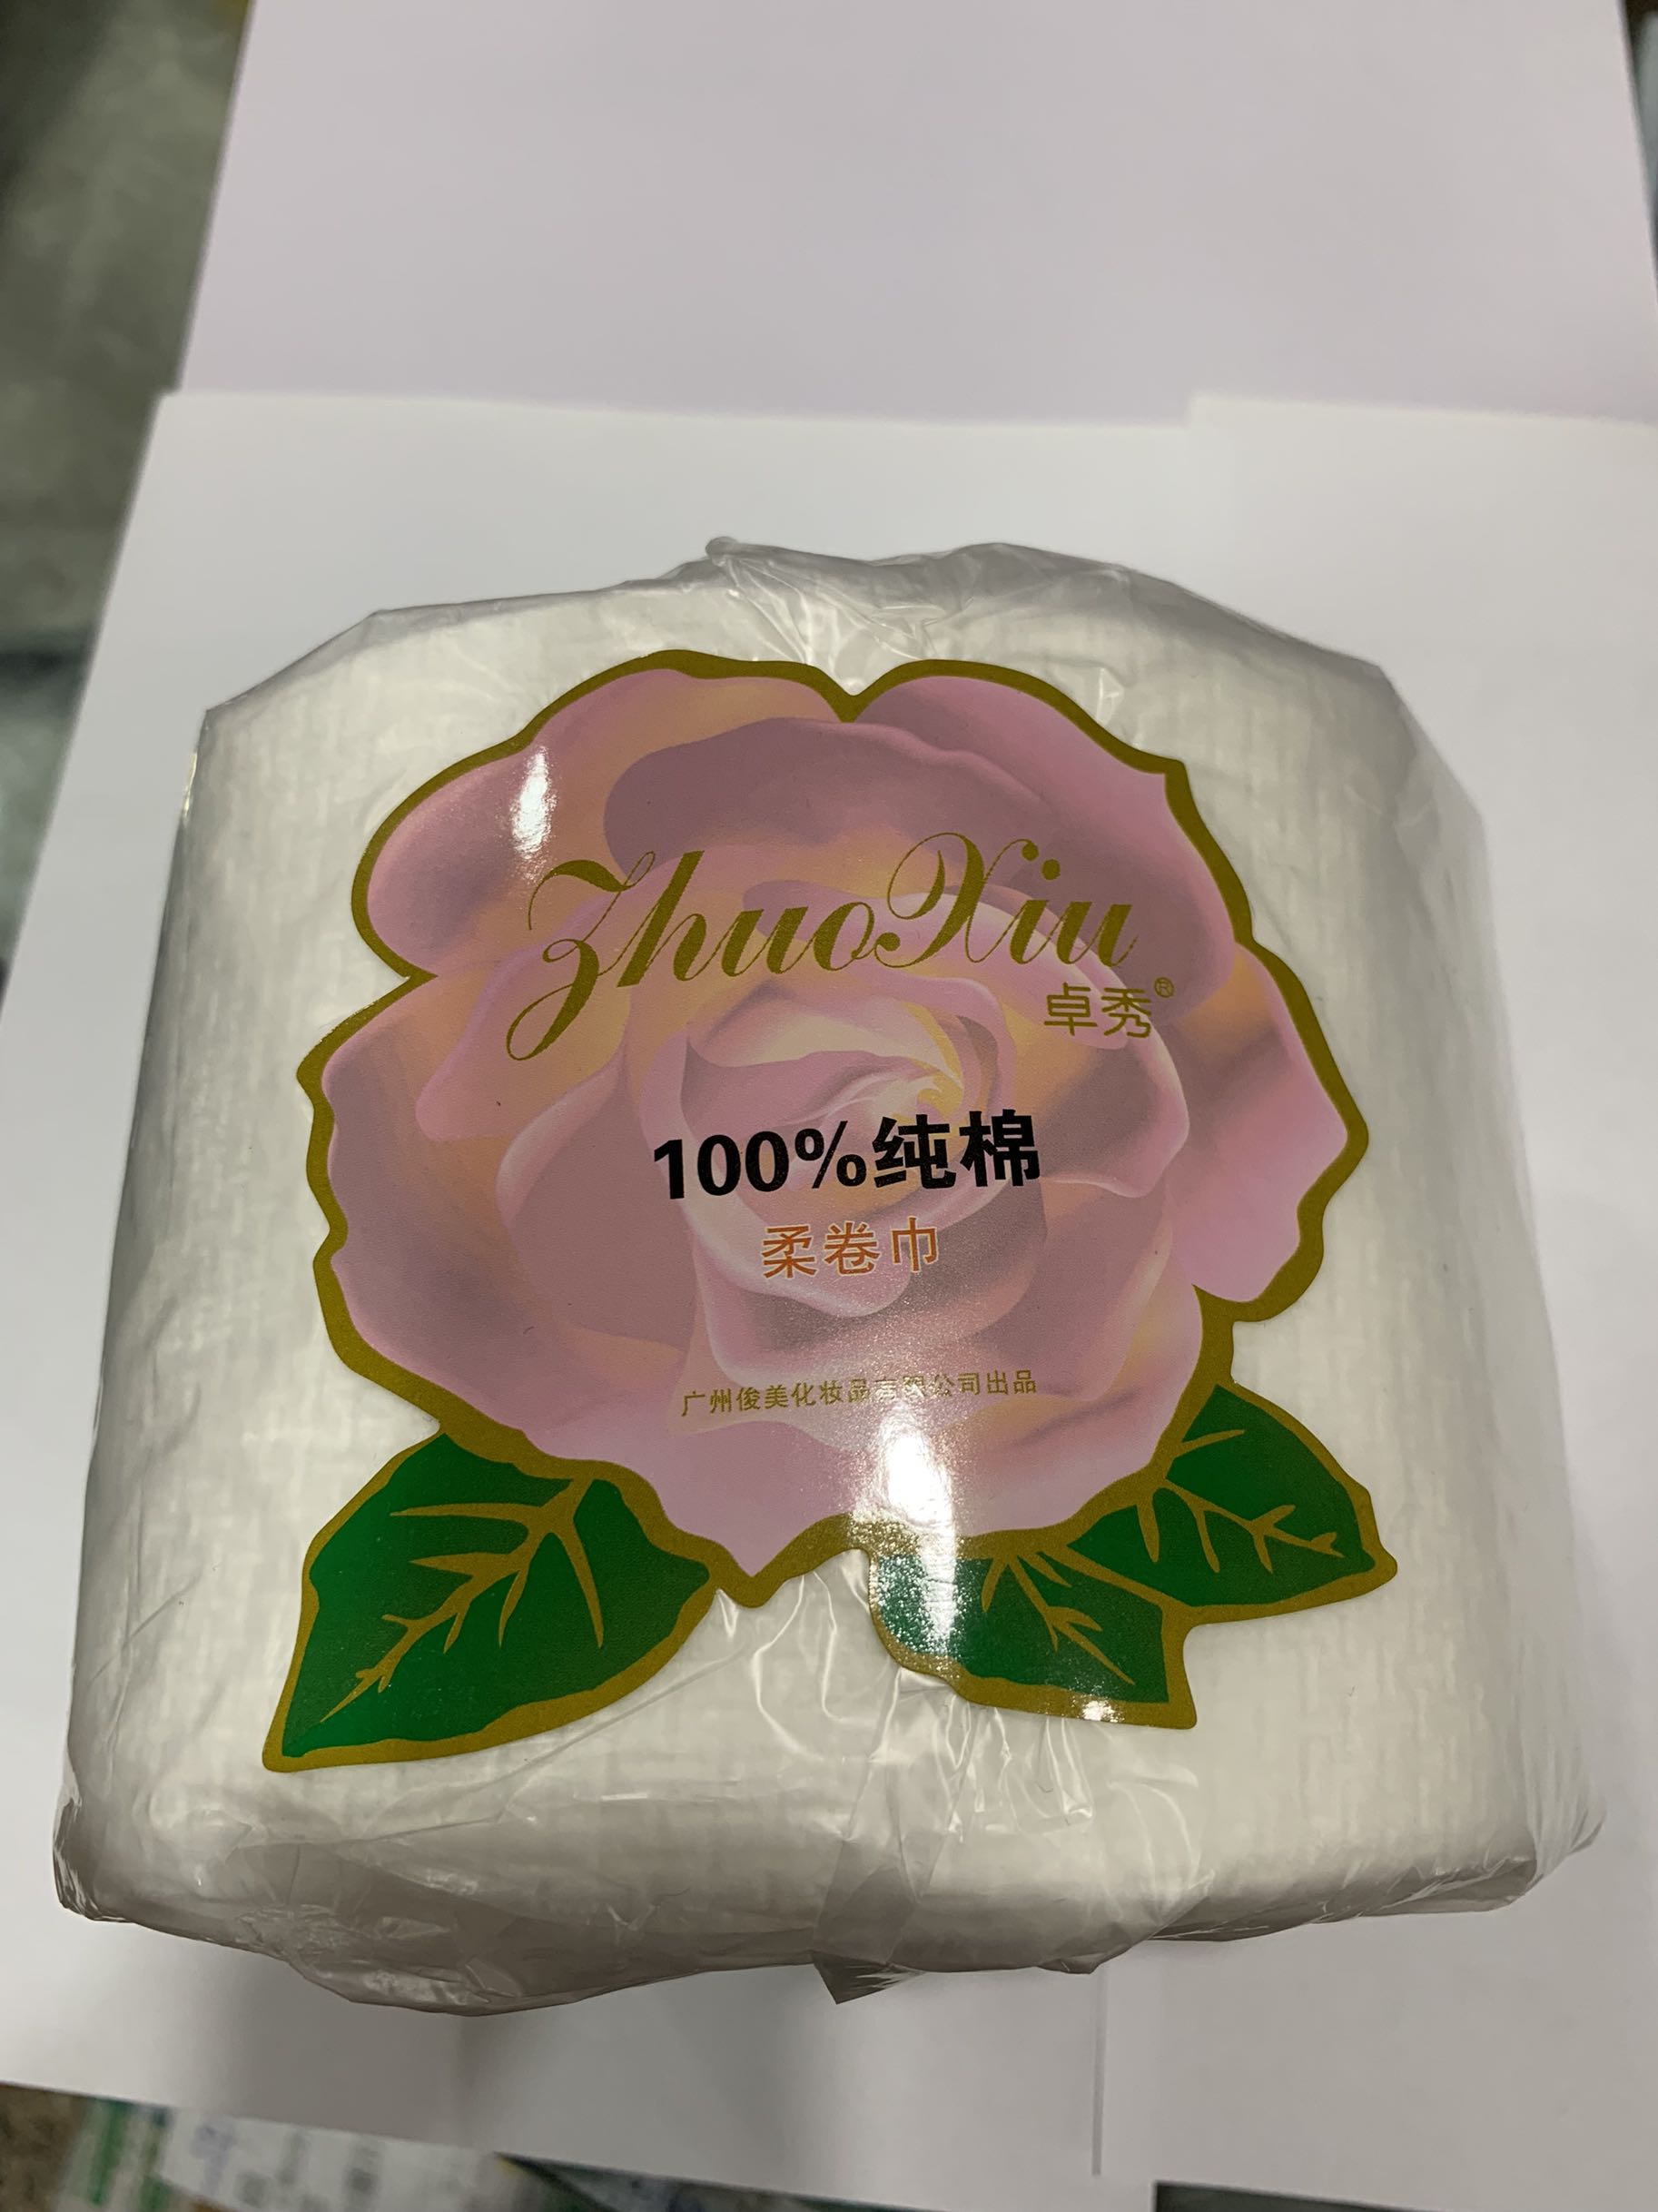 ZhuoXiu
卓秀®
100%纯棉
柔卷巾
广州俊美化妆品有限公司出品